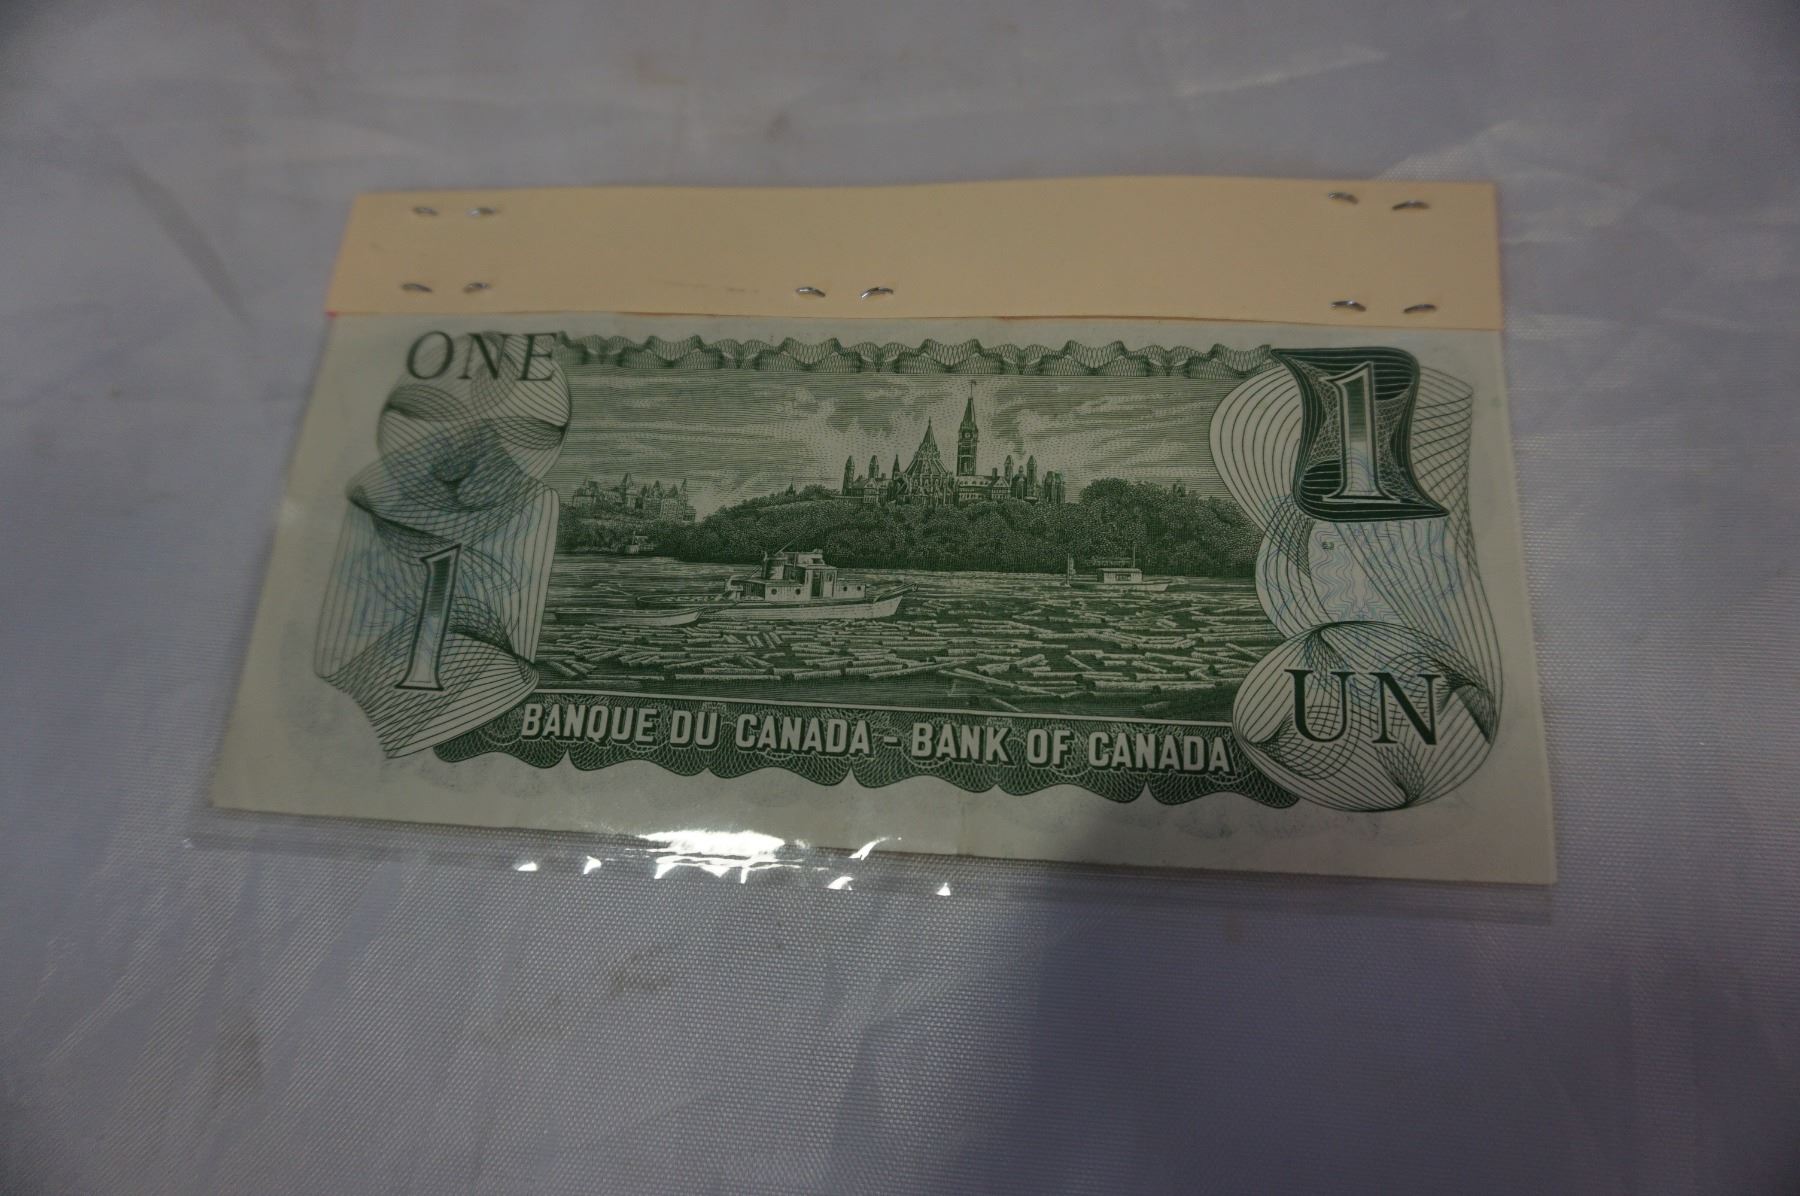 ONE
1
1
UN
BANQUE DU CANADA - BANK OF CANADA